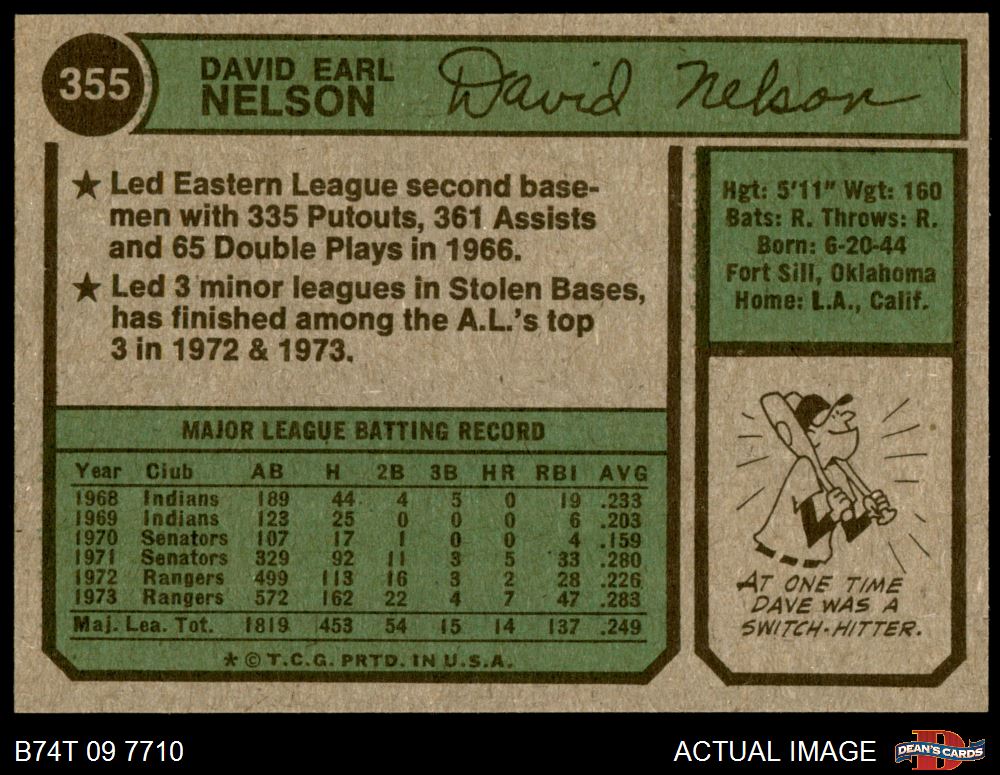 355
DAVID EARL
NELSON
David Nelson
★ Led Eastern League second base-
men with 335 Putouts, 361 Assists
and 65 Double Plays in 1966.
★ Led 3 minor leagues in Stolen Bases,
has finished among the A.L.'s top
3 in 1972 & 1973.
Hgt: 5'11" Wgt: 160
Bats: R. Throws: R.
Born: 6-20-44
Fort Sill, Oklahoma
Home: L.A., Calif.
MAJOR LEAGUE BATTING RECORD
Year Club AB H 2B 3B HR RBI AVG
1968 Indians 189 44 4 5 0 19 .233
1969 Indians 123 25 0 0 0 6 .203
1970 Senators 107 17 1 0 0 4 .159
1971 Senators 329 92 11 3 5 33 .280
1972 Rangers 499 113 16 3 2 28 .226
1973 Rangers 572 162 22 4 7 47 .283
Maj. Lea. Tot. 1819 453 54 15 14 137 .249
★ © T.C.G. PRTD. IN U.S.A.
AT ONE TIME
DAVE WAS A
SWITCH-HITTER.
B74T 09 7710
ACTUAL IMAGE
DEAN'S CARDS